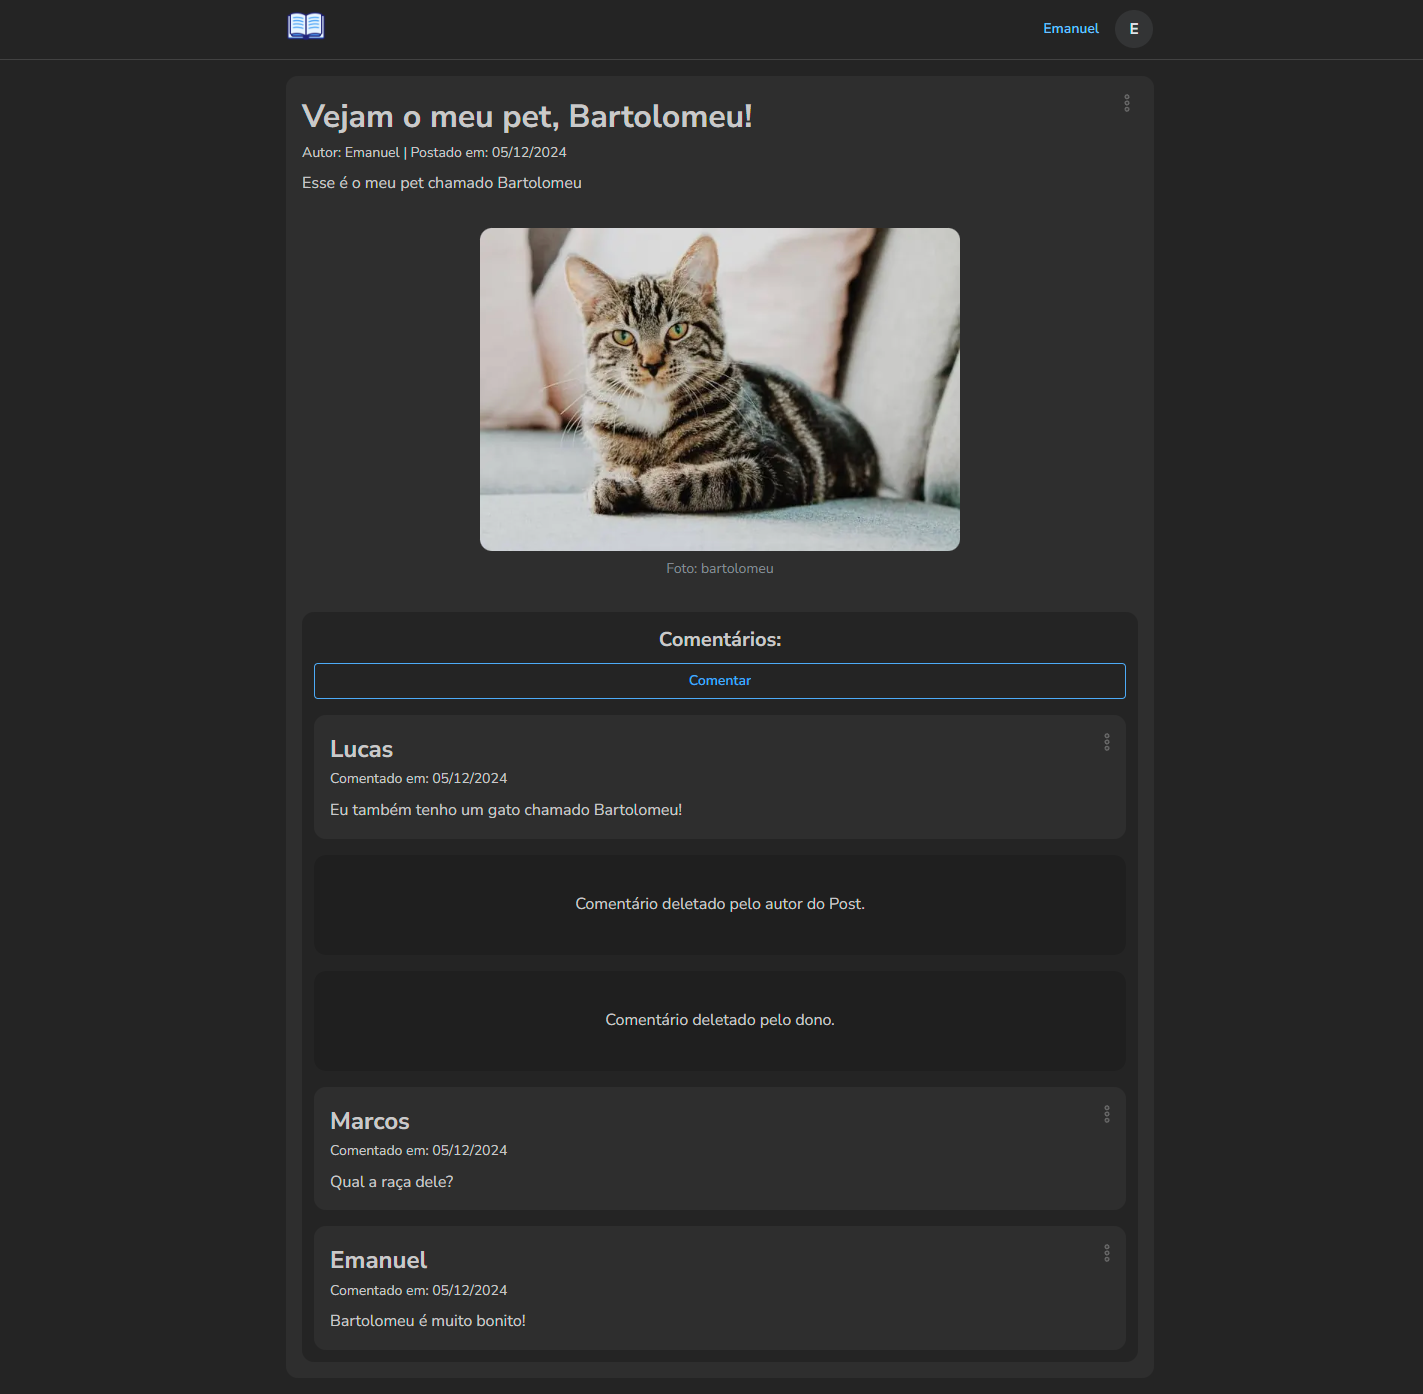 Emanuel
E
Vejam o meu pet, Bartolomeu!
Autor: Emanuel | Postado em: 05/12/2024
Esse é o meu pet chamado Bartolomeu
Foto: bartolomeu
Comentários:
Comentar
Lucas
Comentado em: 05/12/2024
Eu também tenho um gato chamado Bartolomeu!
Comentário deletado pelo autor do Post.
Comentário deletado pelo dono.
Marcos
Comentado em: 05/12/2024
Qual a raça dele?
Emanuel
Comentado em: 05/12/2024
Bartolomeu é muito bonito!